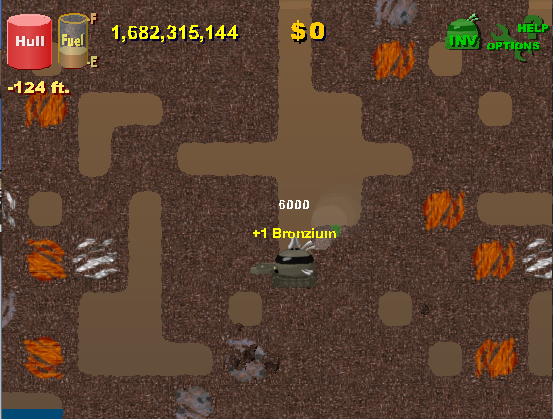 F
Hull
Fuel
E
1,682,315,144
$0
INV
HELP
OPTIONS
-124 ft.
6000
+1 Bronzium